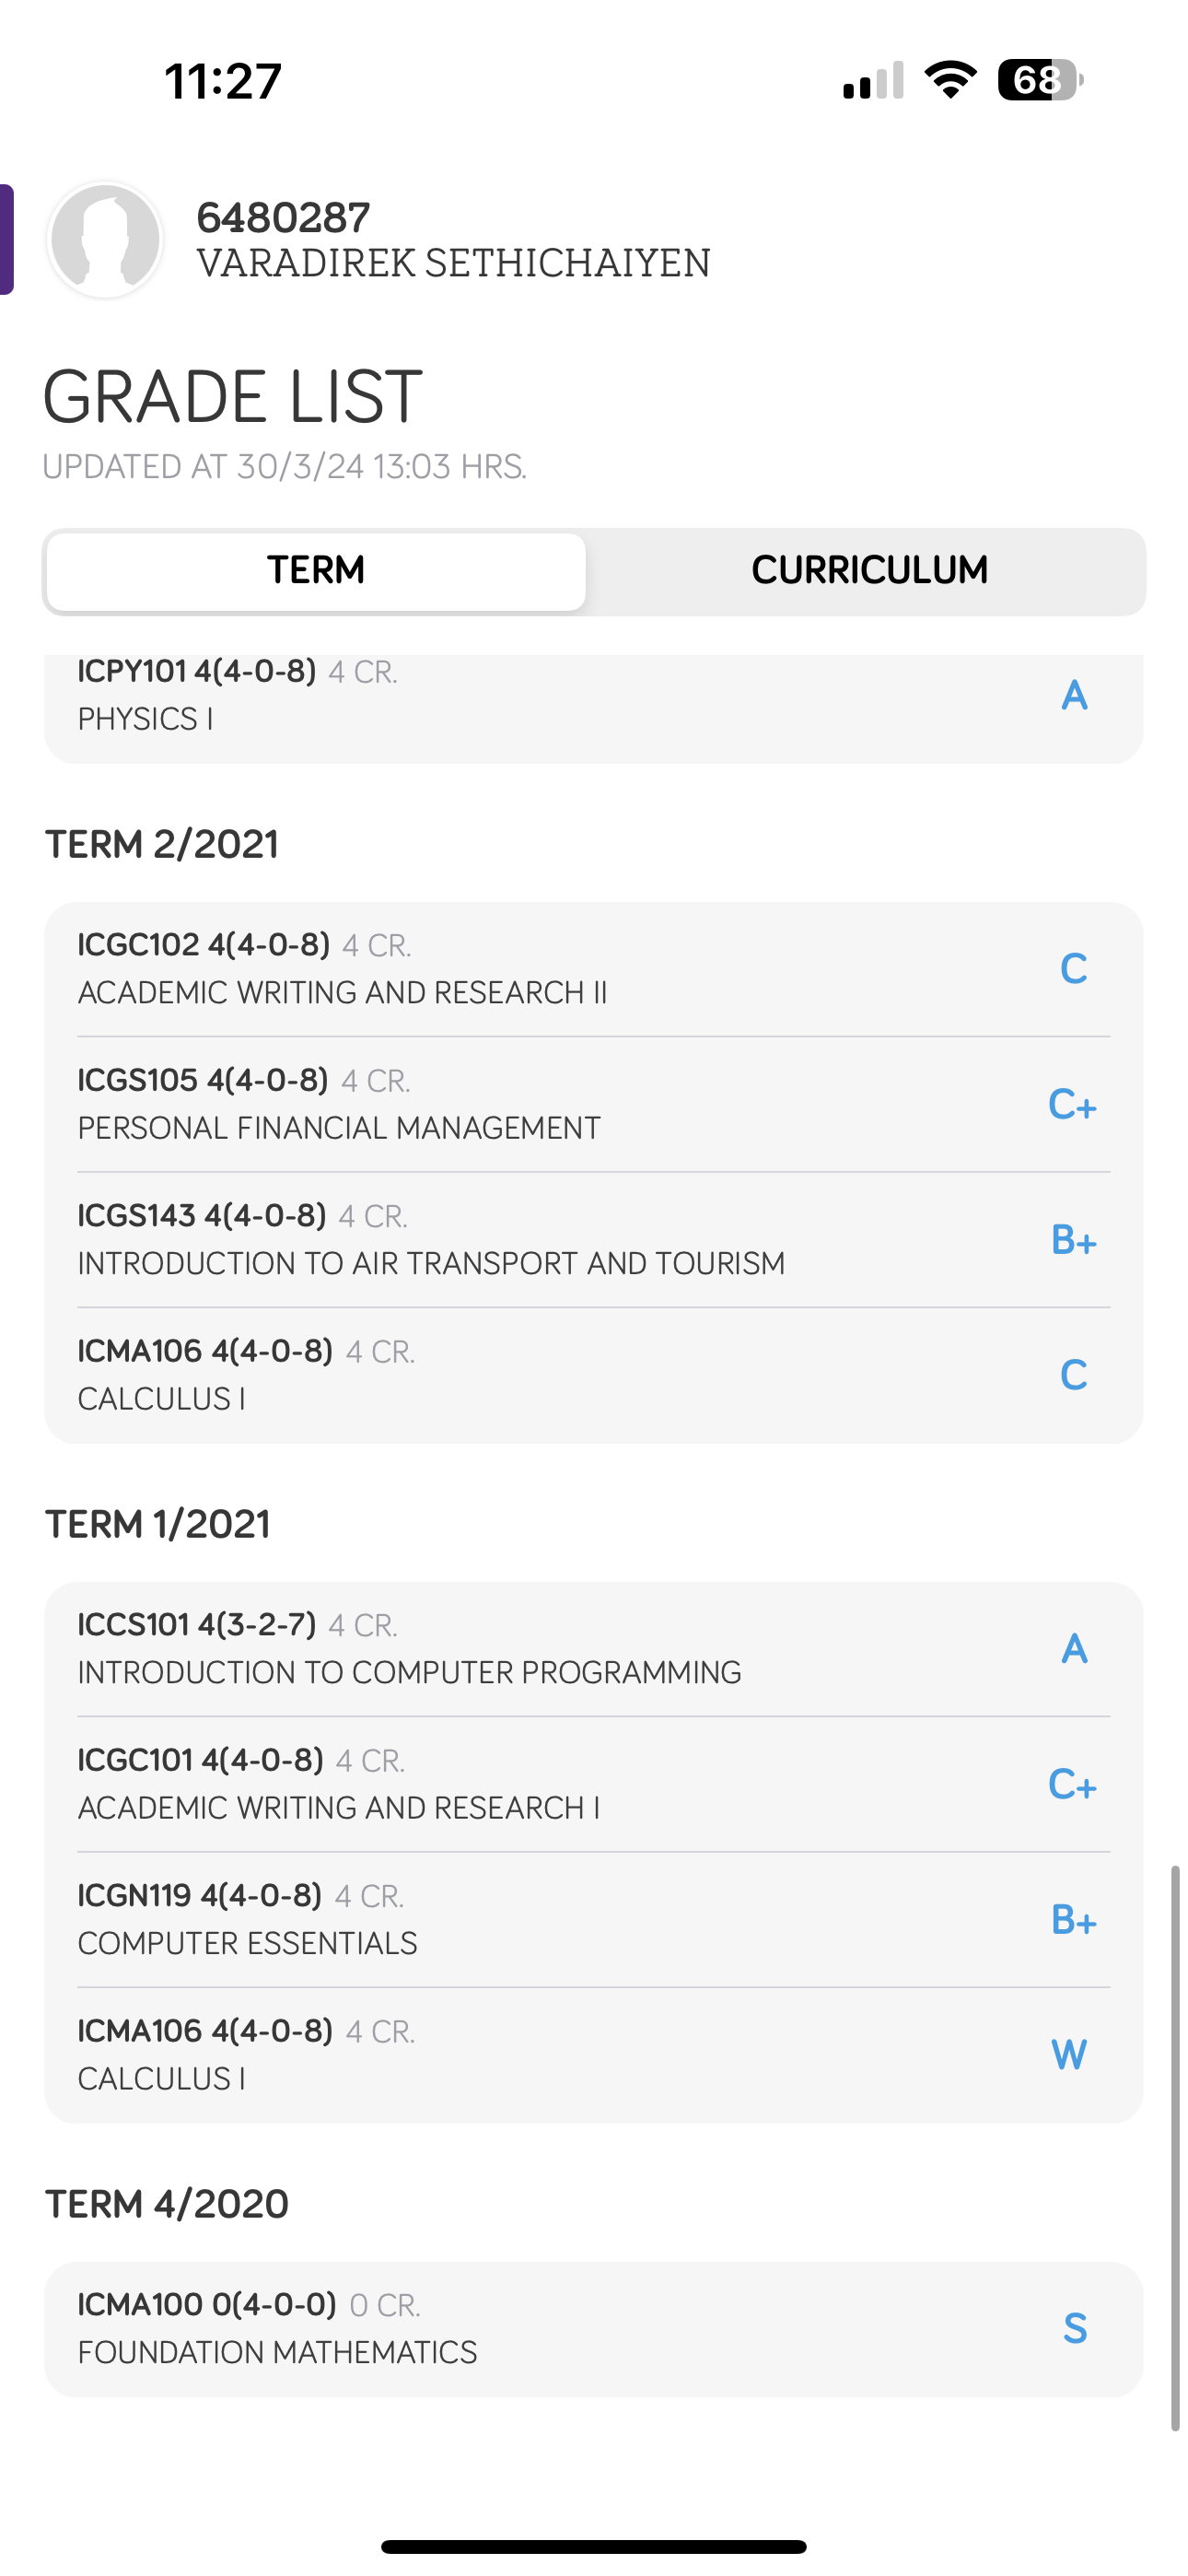 11:27
68
6480287
VARADIREK SETHICHAIYEN
GRADE LIST
UPDATED AT 30/3/24 13:03 HRS.
TERM CURRICULUM
ICPY101 4(4-0-8) 4 CR.
A
PHYSICS I
TERM 2/2021
ICGC102 4(4-0-8) 4 CR.
C
ACADEMIC WRITING AND RESEARCH II
ICGS105 4(4-0-8) 4 CR.
C+
PERSONAL FINANCIAL MANAGEMENT
ICGS143 4(4-0-8) 4 CR.
B+
INTRODUCTION TO AIR TRANSPORT AND TOURISM
ICMA106 4(4-0-8) 4 CR.
C
CALCULUS I
TERM 1/2021
ICCS101 4(3-2-7) 4 CR.
A
INTRODUCTION TO COMPUTER PROGRAMMING
ICGC101 4(4-0-8) 4 CR.
C+
ACADEMIC WRITING AND RESEARCH I
ICGN119 4(4-0-8) 4 CR.
B+
COMPUTER ESSENTIALS
ICMA106 4(4-0-8) 4 CR.
W
CALCULUS I
TERM 4/2020
ICMA100 0(4-0-0) 0 CR.
S
FOUNDATION MATHEMATICS